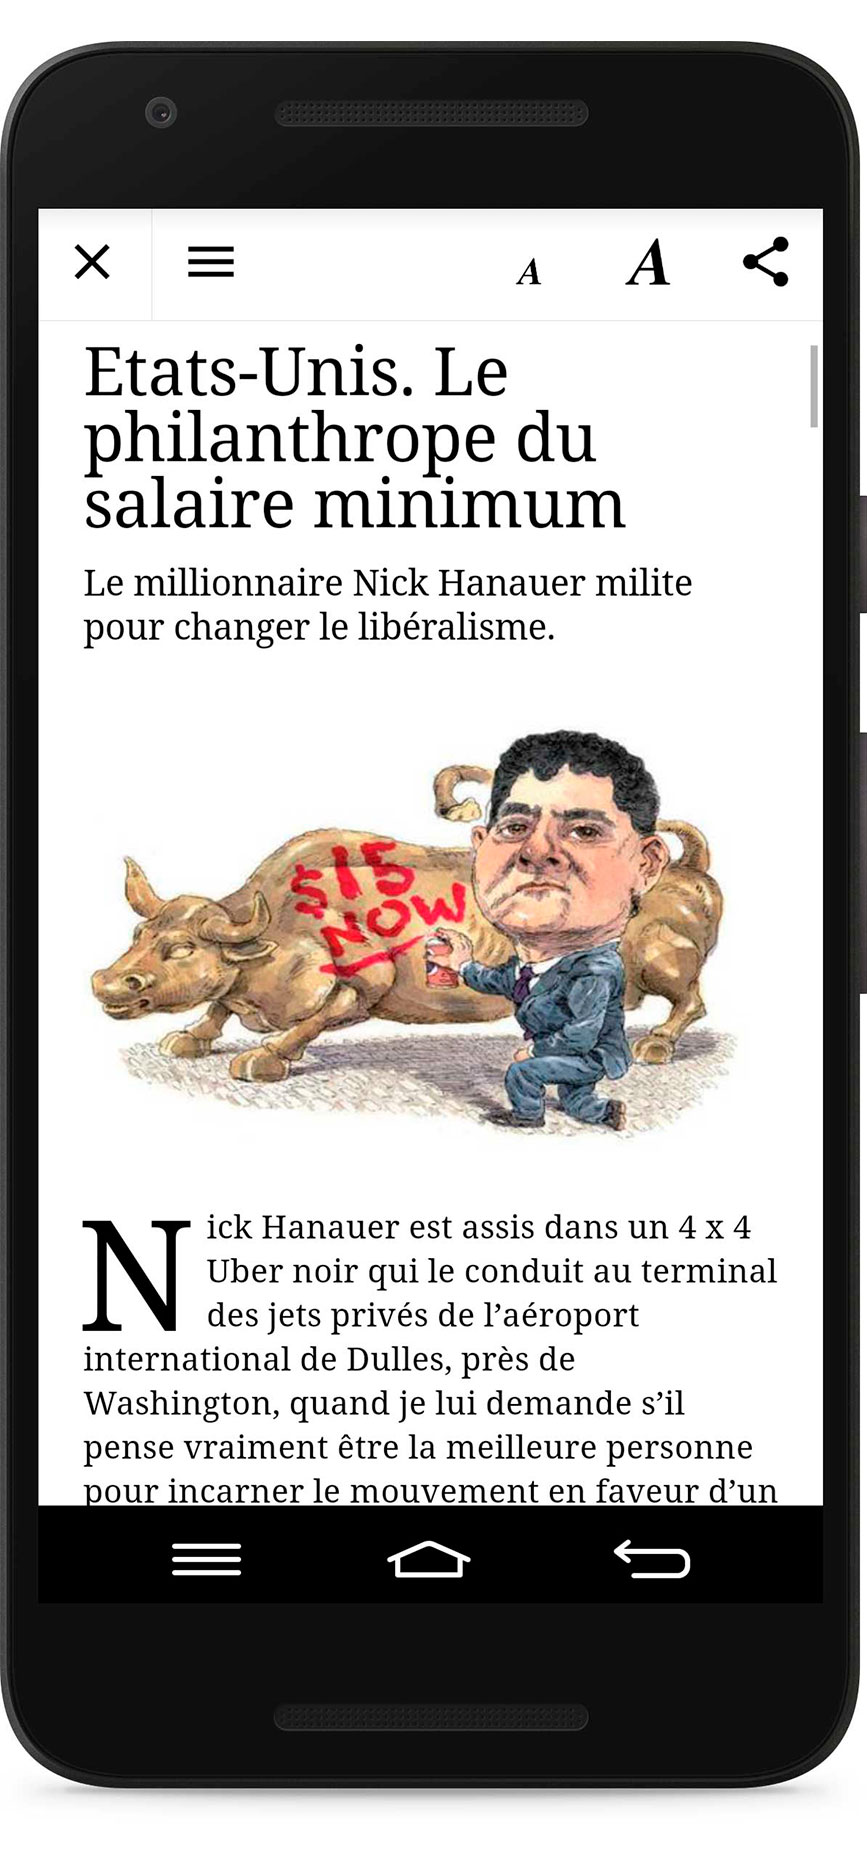 A A
Etats-Unis. Le
philanthrope du
salaire minimum
Le millionnaire Nick Hanauer milite
pour changer le libéralisme.
$15
NOW
Nick Hanauer est assis dans un 4 x 4
Uber noir qui le conduit au terminal
des jets privés de l’aéroport
international de Dulles, près de
Washington, quand je lui demande s’il
pense vraiment être la meilleure personne
pour incarner le mouvement en faveur d’un